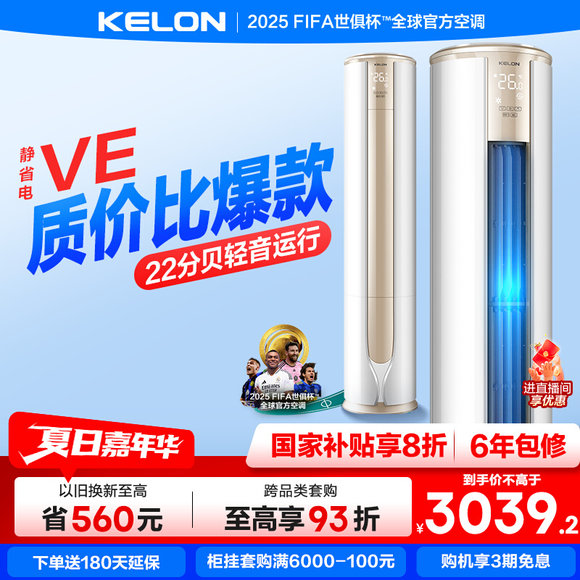 KELON | 2025 FIFA世俱杯™全球官方空调
静省电
VE
质价比爆款
22分贝轻音运行
KELON
26.
KELON
26.
2025 FIFA世俱杯™
全球官方空调
进直播间
享优惠
夏日嘉年华
国家补贴享8折 | 6年包修
以旧换新至高
省560元
跨品类套购
至高享93折
到手价不高于
¥3039.2
下单送180天延保
柜挂套购满6000-100元
购机享3期免息